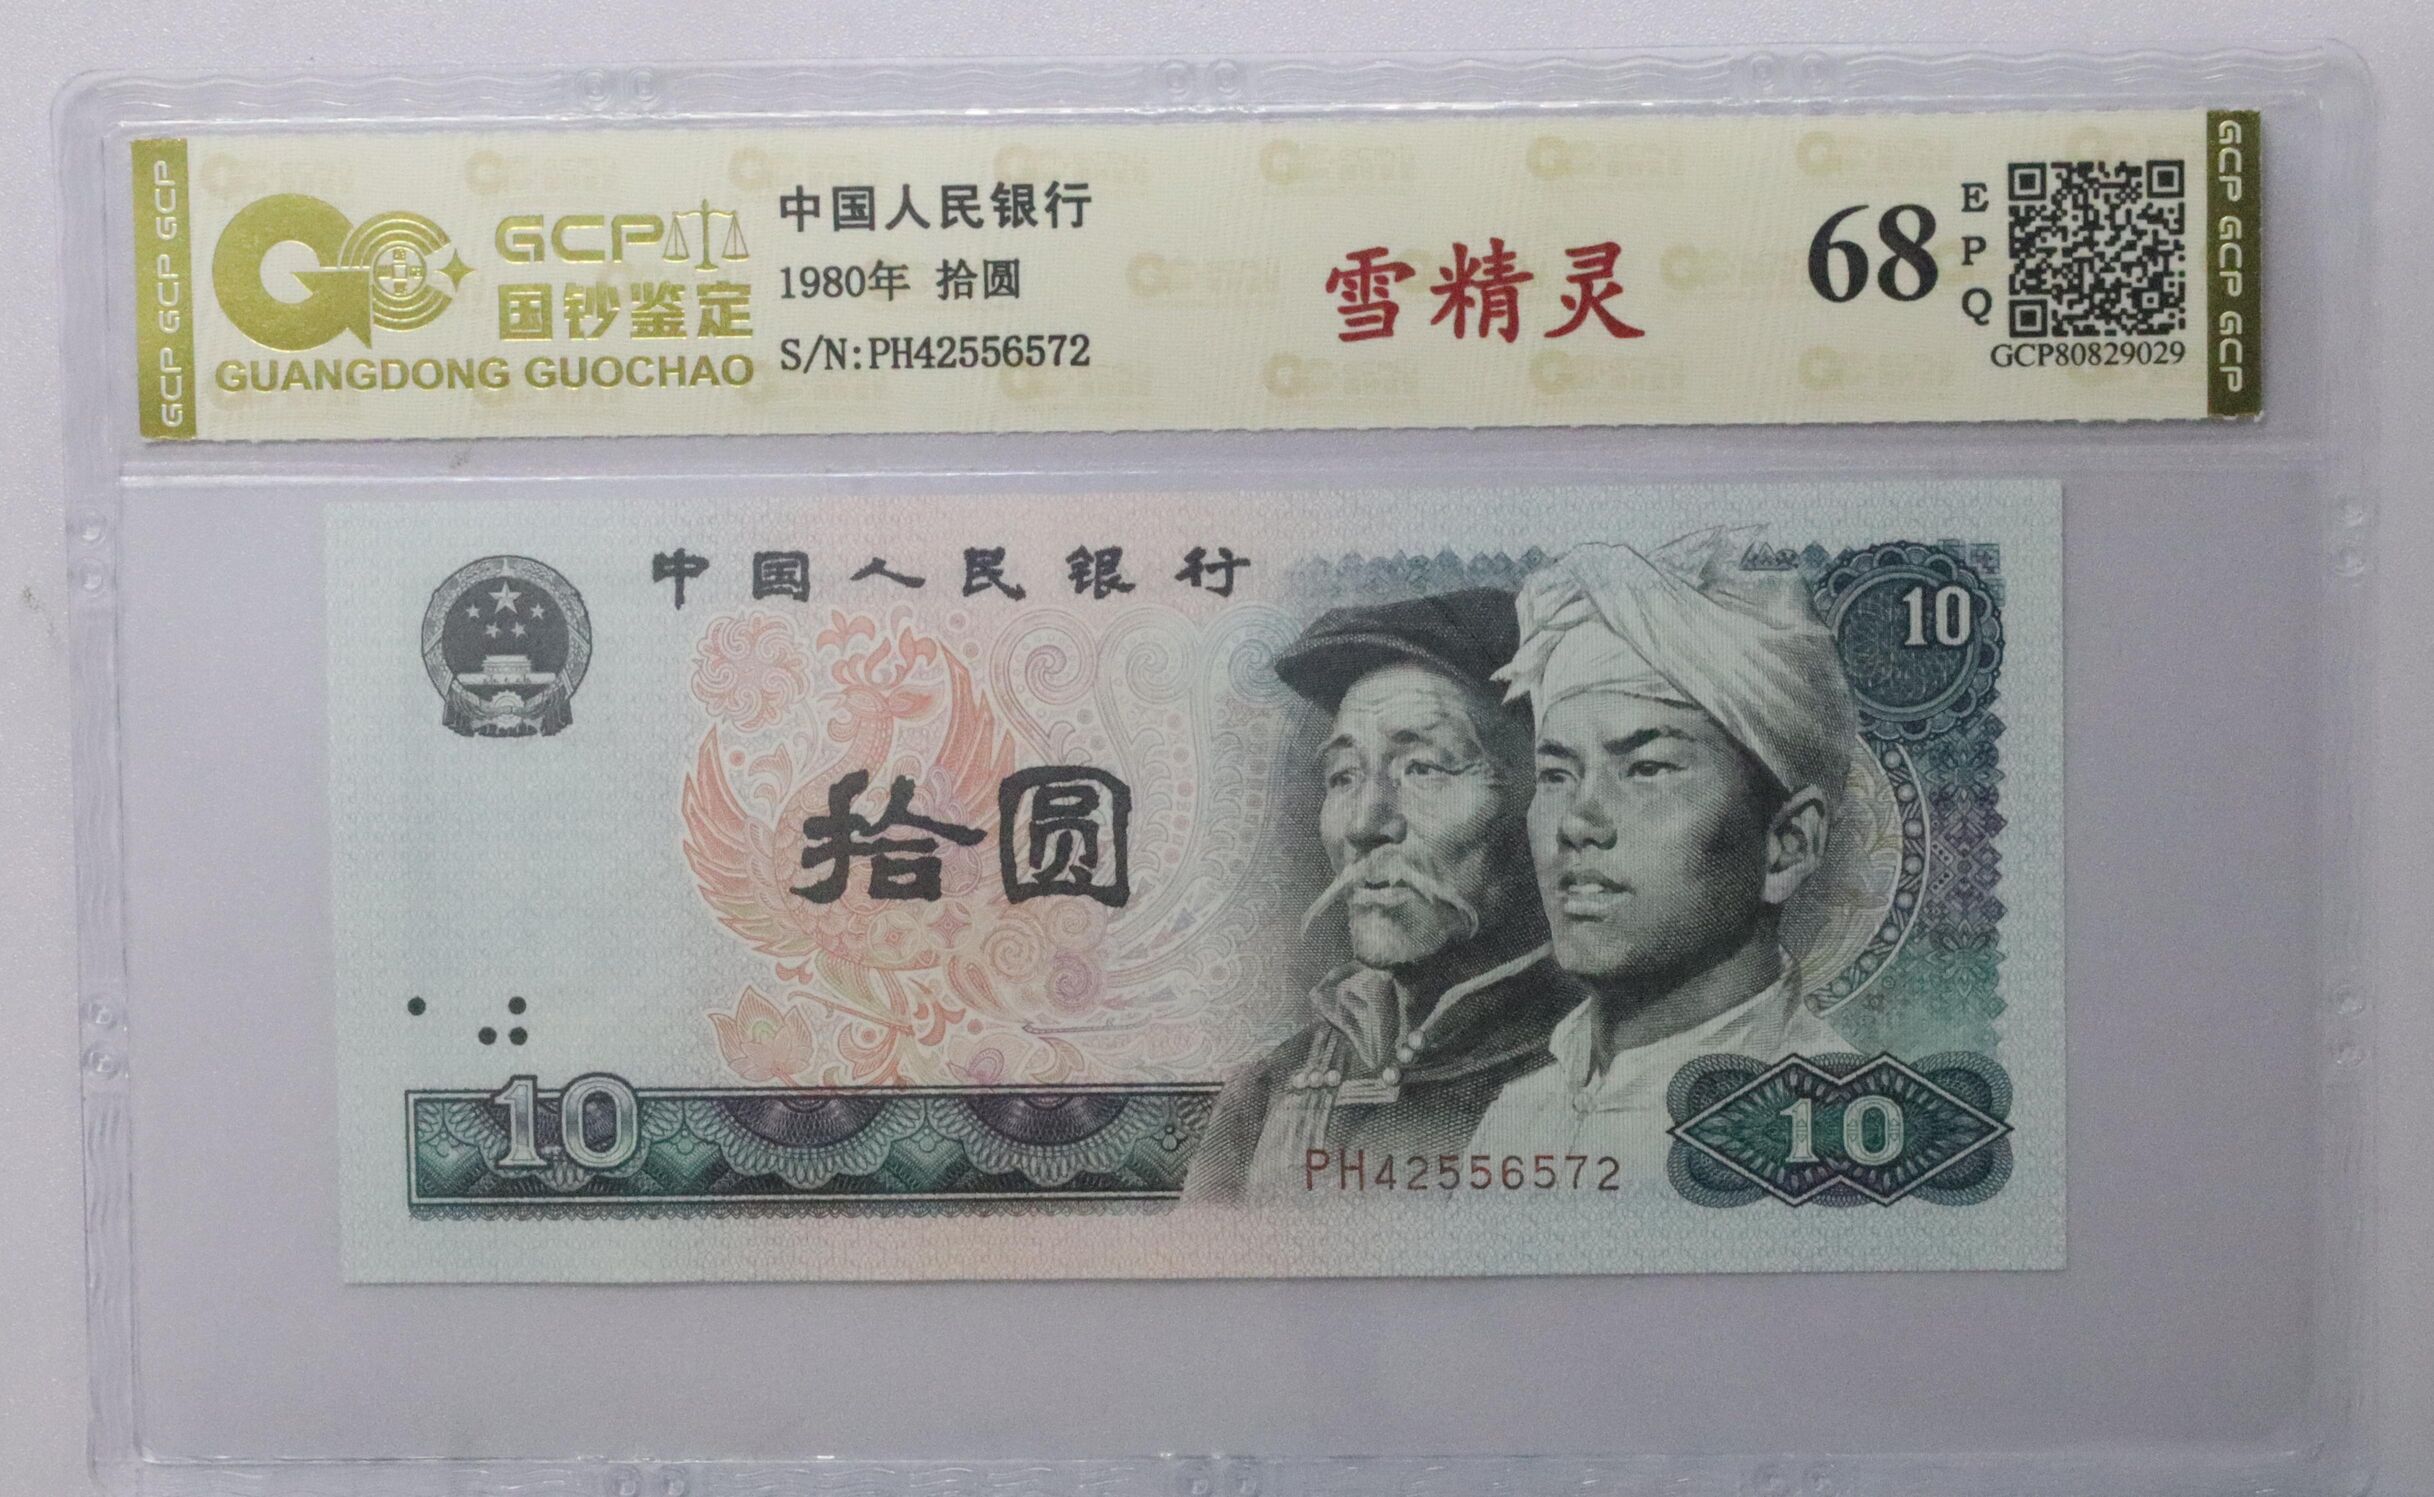 GCP GCP GCP
GCP
国钞鉴定
GUANGDONG GUOCHAO
中国人民银行
1980年 拾圆
S/N:PH42556572
雪精灵
68
EPQ
GCP80829029
GCP GCP GCP
中国人民银行
10
拾圆
10
PH42556572
10